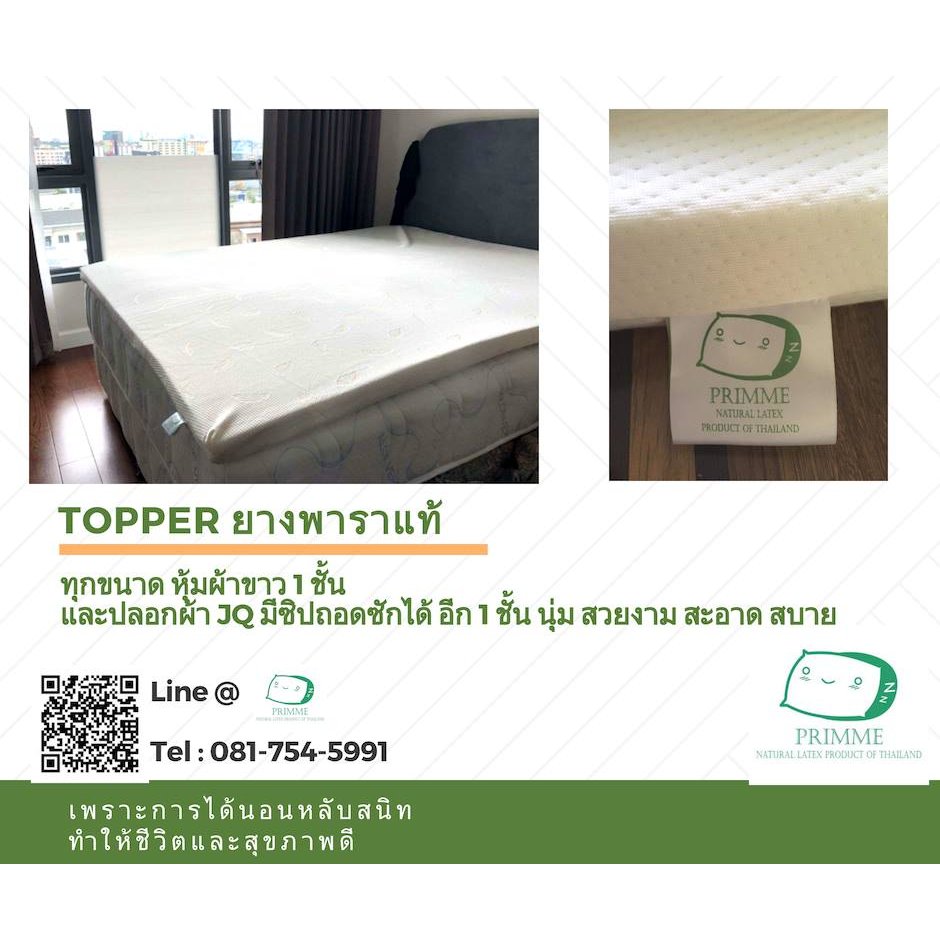 N
N
PRIMME
NATURAL LATEX
PRODUCT OF THAILAND
TOPPER ยางพาราแท้
ทุกขนาด หุ้มผ้าขาว 1 ชั้น
และปลอกผ้า JQ มีซิปถอดซักได้ อีก 1 ชั้น นุ่ม สวยงาม สะอาด สบาย
Line @
PRIMME
NATURAL LATEX PRODUCT OF THAILAND
Tel : 081-754-5991
N
N
PRIMME
NATURAL LATEX PRODUCT OF THAILAND
เพราะการได้นอนหลับสนิท
ทำให้ชีวิตและสุขภาพดี